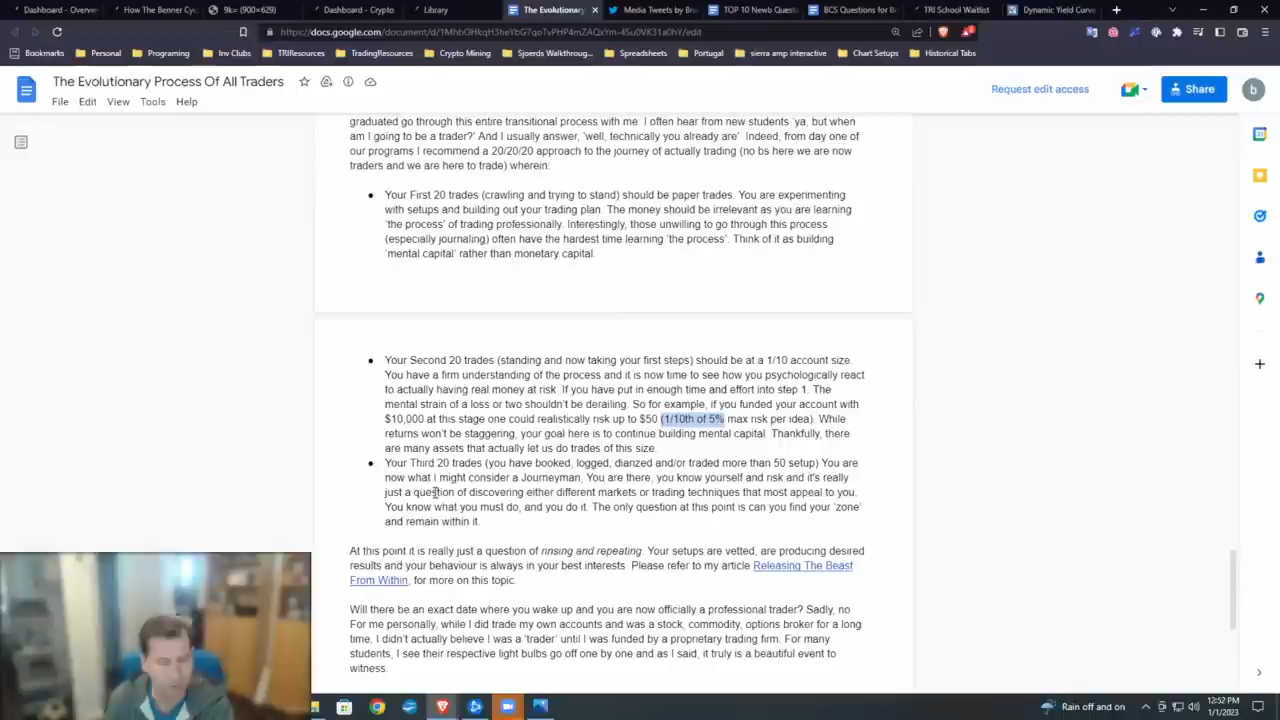 Dashboard - Overv
How The Benner Cy
9k= (900×629)
Dashboard - Crypto
Library
The Evolutionary
Media Tweets by Br
TOP 10 Newb Quest
BCS Questions for B
TRI School Waitlist
Dynamic Yield Curve
https://docs.google.com/document/d/
Bookmarks
Personal
Programing
Inv Clubs
TRIResources
TradingResources
Crypto Mining
Sjoerds Walkthroug...
Spreadsheets
Portugal
sierra amp interactive
Chart Setups
Historical Tabs
The Evolutionary Process Of All Traders
File Edit View Tools Help
Request edit access
Share
b
graduated go through this entire transitional process with me. I often hear from new students 'ya, but when
am I going to be a trader?' And I usually answer, 'well, technically you already are' Indeed, from day one of
our programs I recommend a 20/20/20 approach to the journey of actually trading (no bs here we are now
traders and we are here to trade) wherein:
● Your First 20 trades (crawling and trying to stand) should be paper trades. You are experimenting
with setups and building out your trading plan. The money should be irrelevant as you are learning
'the process' of trading professionally. Interestingly, those unwilling to go through this process
(especially journaling) often have the hardest time learning 'the process'. Think of it as building
'mental capital' rather than monetary capital.
● Your Second 20 trades (standing and now taking your first steps) should be at a 1/10 account size.
You have a firm understanding of the process and it is now time to see how you psychologically react
to actually having real money at risk. If you have put in enough time and effort into step 1. The
mental strain of a loss or two shouldn't be derailing. So for example, if you funded your account with
$10,000 at this stage one could realistically risk up to $50 (1/10th of 5% max risk per idea). While
returns won't be staggering, your goal here is to continue building mental capital. Thankfully, there
are many assets that actually let us do trades of this size.
● Your Third 20 trades (you have booked, logged, diarized and/or traded more than 50 setup) You are
now what I might consider a Journeyman, You are there, you know yourself and risk and it's really
just a question of discovering either different markets or trading techniques that most appeal to you.
You know what you must do, and you do it. The only question at this point is can you find your 'zone'
and remain within it.
At this point it is really just a question of rinsing and repeating. Your setups are vetted, are producing desired
results and your behaviour is always in your best interests. Please refer to my article Releasing The Beast
From Within, for more on this topic.
Will there be an exact date where you wake up and you are now officially a professional trader? Sadly, no
For me personally, while I did trade my own accounts and was a stock, commodity, options broker for a long
time, I didn't actually believe I was a 'trader' until I was funded by a proprietary trading firm. For many
students, I see their respective light bulbs go off one by one and as I said, it truly is a beautiful event to
witness.
Rain off and on
12:52 PM
1/1/2023